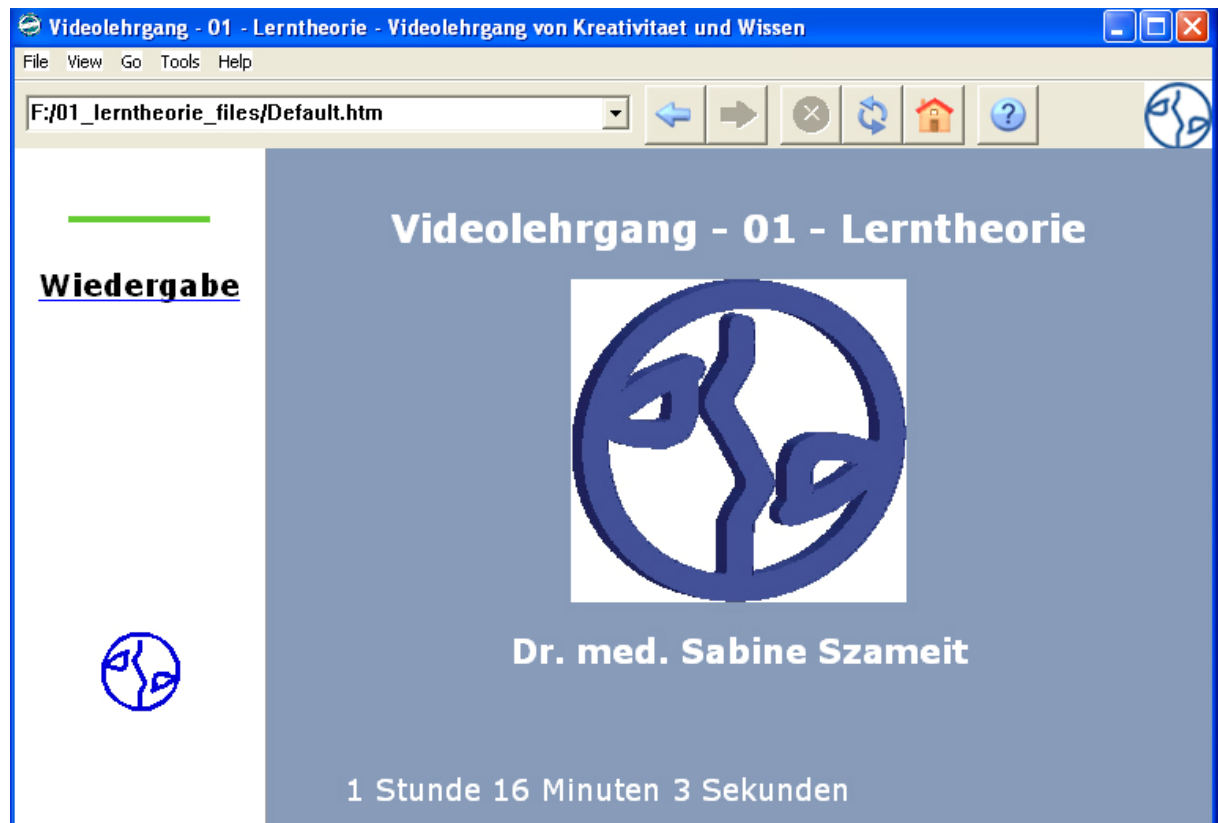 Videolehrgang - 01 - Lerntheorie - Videolehrgang von Kreativitaet und Wissen
File View Go Tools Help
F:/01_lerntheorie_files/Default.htm
Videolehrgang - 01 - Lerntheorie
Wiedergabe
Dr. med. Sabine Szameit
1 Stunde 16 Minuten 3 Sekunden